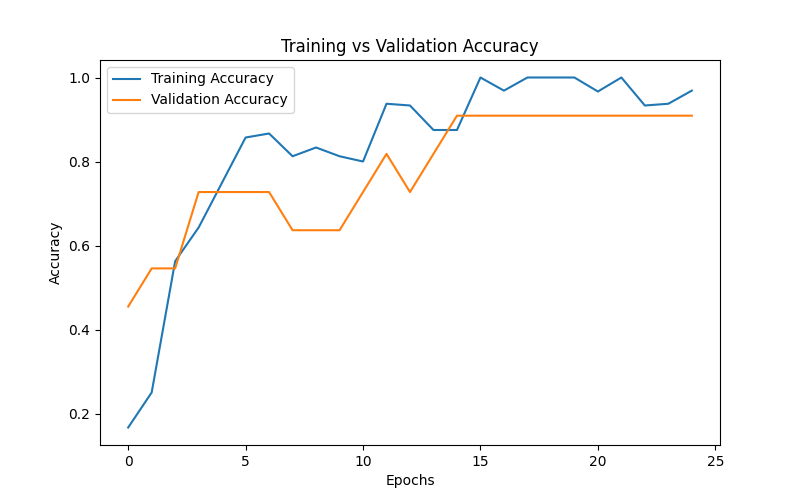 Training vs Validation Accuracy
Training Accuracy
Validation Accuracy
1.0
0.8
0.6
0.4
0.2
Accuracy
0 5 10 15 20 25
Epochs